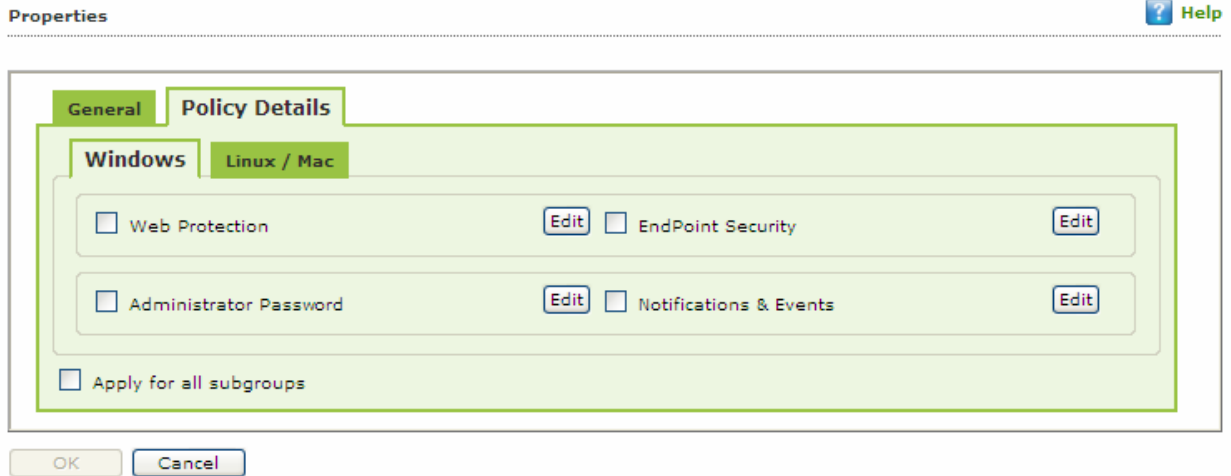 Properties ? Help
General Policy Details
Windows Linux / Mac
Web Protection Edit EndPoint Security Edit
Administrator Password Edit Notifications & Events Edit
Apply for all subgroups
OK Cancel